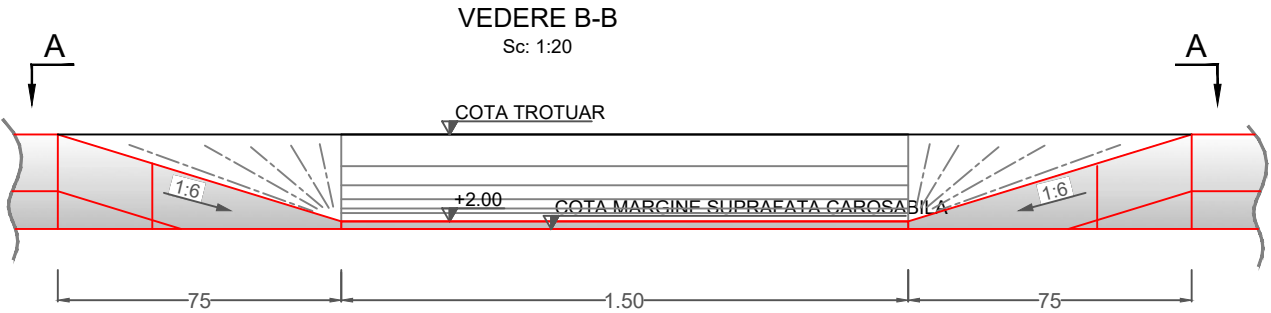 VEDERE B-B
Sc: 1:20
A
A
COTA TROTUAR
1:6
+2.00
COTA MARGINE SUPRAFATA CAROSABILA
1:6
75
1.50
75